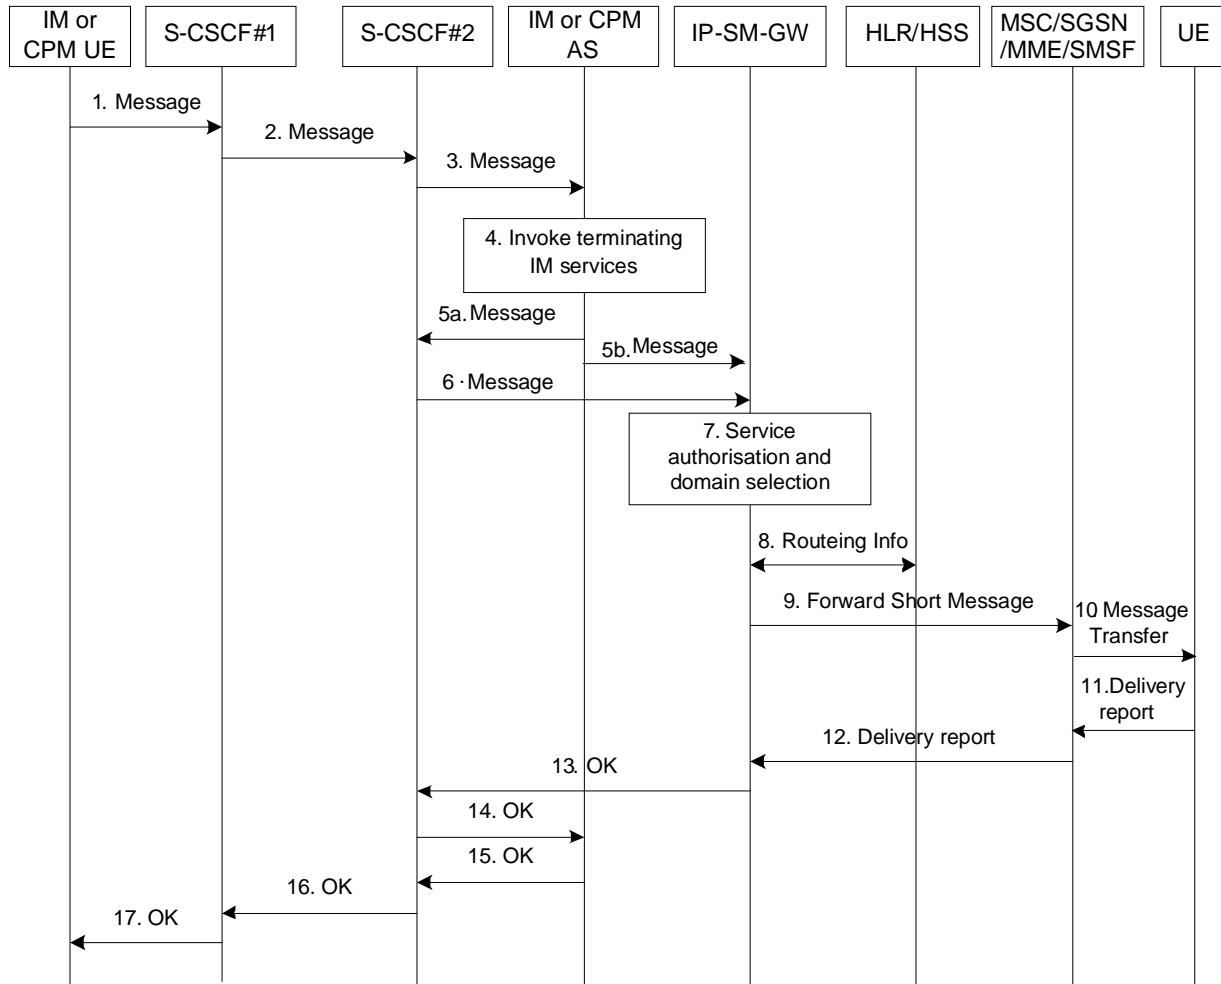 IM or
CPM UE
S-CSCF#1
S-CSCF#2
IM or CPM
AS
IP-SM-GW
HLR/HSS
MSC/SGSN
/MME/SMSF
UE
1. Message
2. Message
3. Message
4. Invoke terminating
IM services
5a. Message
5b. Message
6 . Message
7. Service
authorisation and
domain selection
8. Routeing Info
9. Forward Short Message
10 Message
Transfer
11.Delivery
report
12. Delivery report
13. OK
14. OK
15. OK
16. OK
17. OK